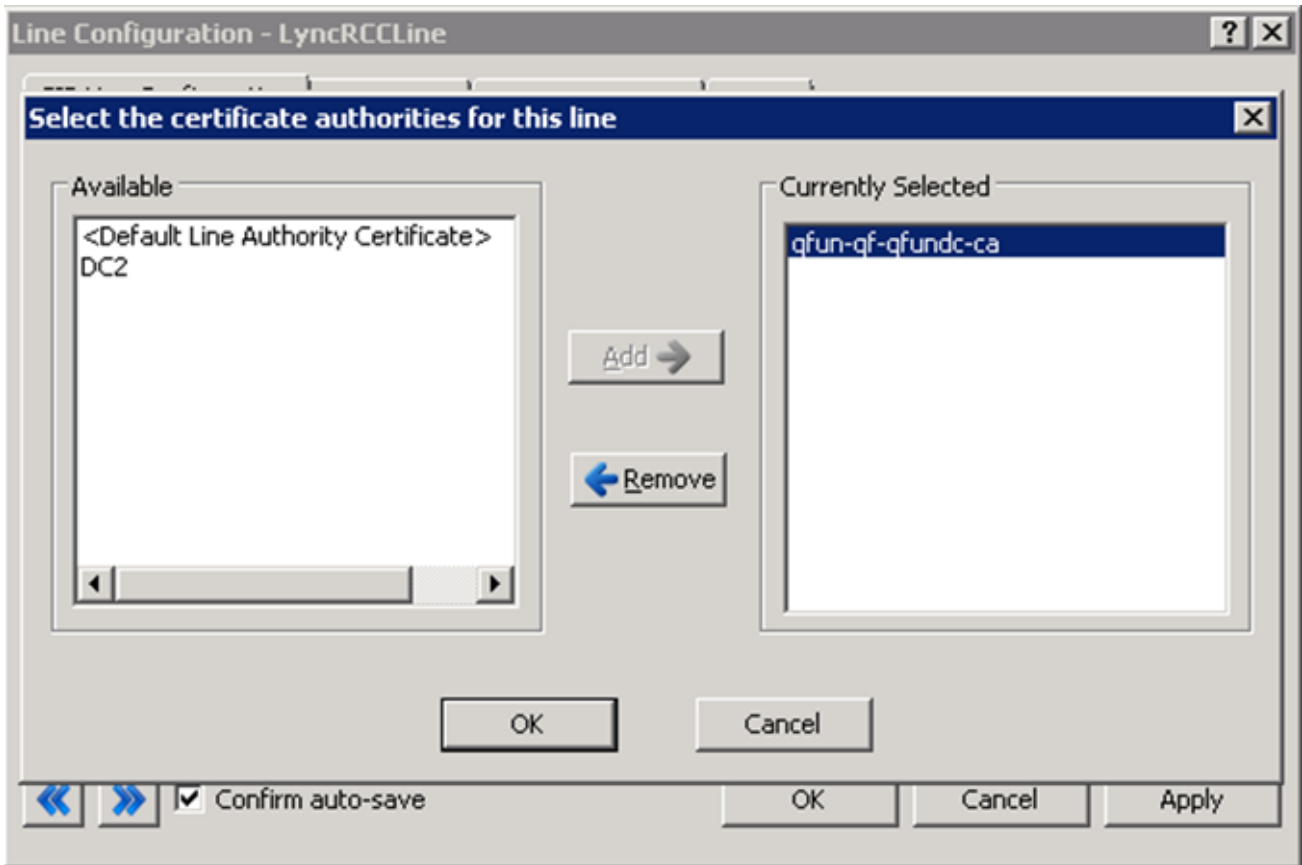 Line Configuration - LyncRCCLine
Select the certificate authorities for this line
Available
<Default Line Authority Certificate>
DC2
Add
Remove
Currently Selected
qfun-qf-qfundc-ca
OK
Cancel
Confirm auto-save
OK
Cancel
Apply